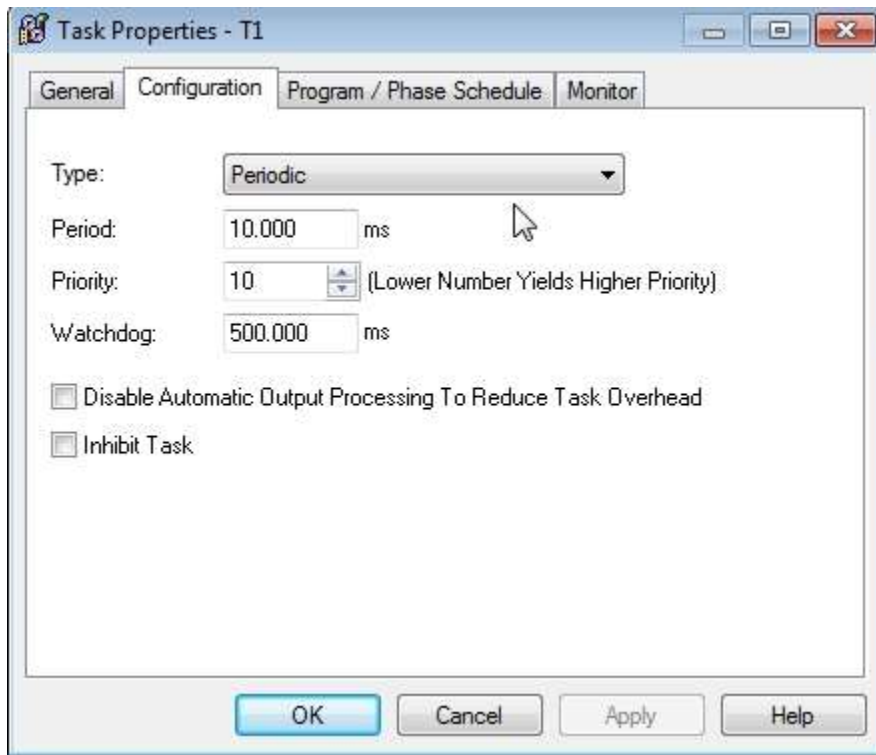 Task Properties - T1
General Configuration Program / Phase Schedule Monitor
Type: Periodic
Period: 10.000 ms
Priority: 10 (Lower Number Yields Higher Priority)
Watchdog: 500.000 ms
Disable Automatic Output Processing To Reduce Task Overhead
Inhibit Task
OK Cancel Apply Help